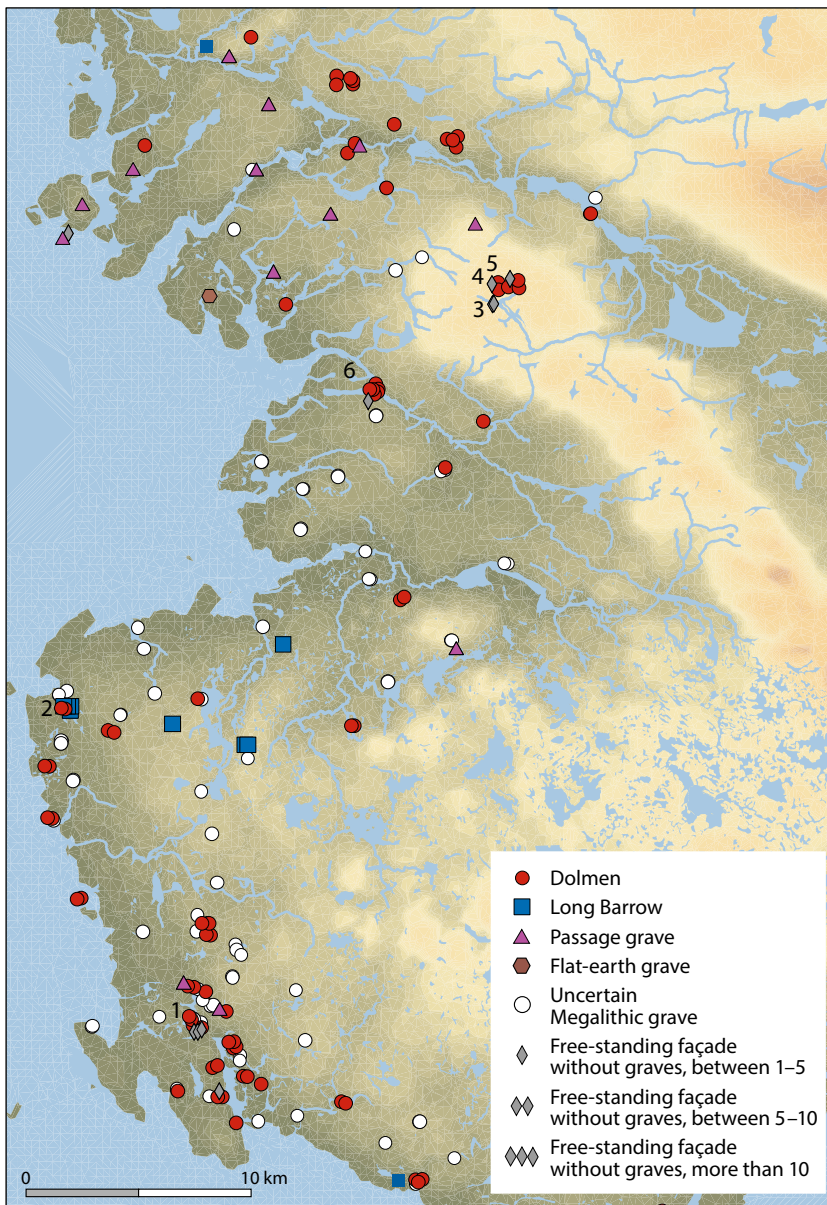 5
4
3
6
2
1
Dolmen
Long Barrow
Passage grave
Flat-earth grave
Uncertain
Megalithic grave
Free-standing façade
without graves, between 1–5
Free-standing façade
without graves, between 5–10
Free-standing façade
without graves, more than 10
0 10 km